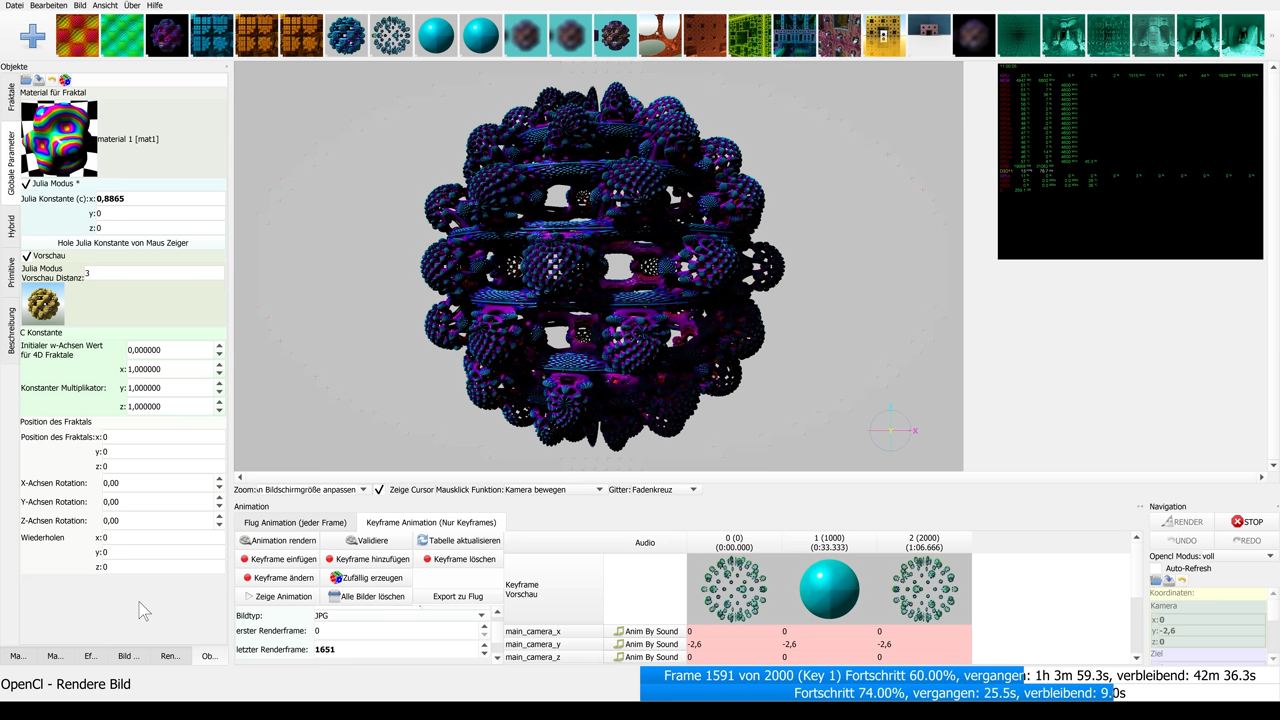 Datei Bearbeiten Bild Ansicht Über Hilfe
Objekte
Fraktale
Globale Parameter
Hybrid
Primitive
Beschreibung
Material für Fraktal
material 1 [mat1]
Julia Modus *
Julia Konstante (c):x: 0,8865
y: 0
z: 0
Hole Julia Konstante von Maus Zeiger
Vorschau
Julia Modus
Vorschau Distanz: 3
C Konstante
Initialer w-Achsen Wert
für 4D Fraktale
0,000000
x: 1,000000
Konstanter Multiplikator: y: 1,000000
z: 1,000000
Position des Fraktals
Position des Fraktals:x: 0
y: 0
z: 0
X-Achsen Rotation: 0,00
Y-Achsen Rotation: 0,00
Z-Achsen Rotation: 0,00
Wiederholen x: 0
y: 0
z: 0
Ma... Ma... Ef... Bild ... Ren... Ob...
x
Zoom:n Bildschirmgröße anpassen Zeige Cursor Mausklick Funktion: Kamera bewegen Gitter: Fadenkreuz
Animation
Flug Animation (jeder Frame) Keyframe Animation (Nur Keyframes)
Animation rendern Validiere Tabelle aktualisieren
Keyframe einfügen Keyframe hinzufügen Keyframe löschen
Keyframe ändern Zufällig erzeugen
Zeige Animation Alle Bilder löschen Export zu Flug
Bildtyp: JPG
erster Renderframe: 0
letzter Renderframe: 1651
Audio
0 (0)
(0:00.000)
1 (1000)
(0:33.333)
2 (2000)
(1:06.666)
Keyframe
Vorschau
main_camera_x Anim By Sound 0 0 0
main_camera_y Anim By Sound -2,6 -2,6 -2,6
main_camera_z Anim By Sound 0 0 0
Navigation
RENDER STOP
UNDO REDO
Opencl Modus: voll
Auto-Refresh
Koordinaten:
Kamera
x: 0
y: -2,6
z: 0
Ziel
OpenCl - Rendere Bild
Frame 1591 von 2000 (Key 1) Fortschritt 60.00%, vergangen: 1h 3m 59.3s, verbleibend: 42m 36.3s
Fortschritt 74.00%, vergangen: 25.5s, verbleibend: 9.0s